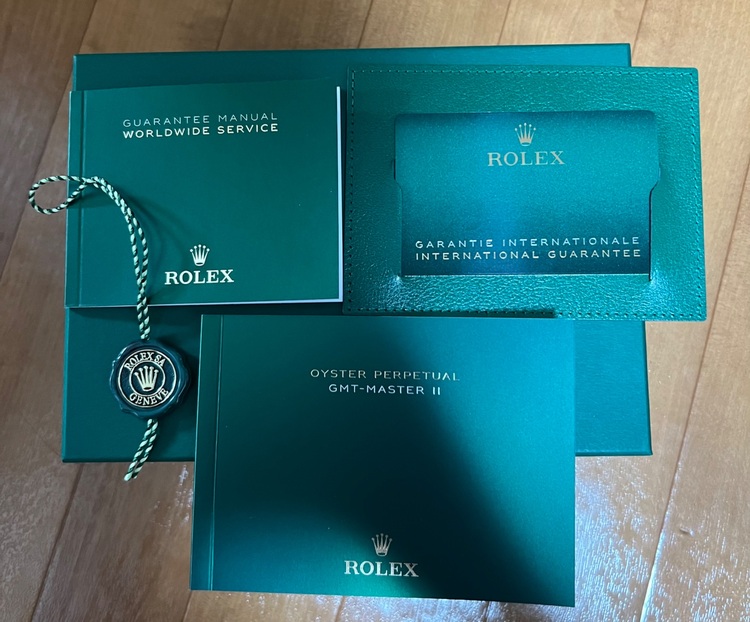 GUARANTEE MANUAL
WORLDWIDE SERVICE
ROLEX
ROLEX
GARANTIE INTERNATIONALE
INTERNATIONAL GUARANTEE
ROLEX SA
GENEVE
OYSTER PERPETUAL
GMT-MASTER II
ROLEX